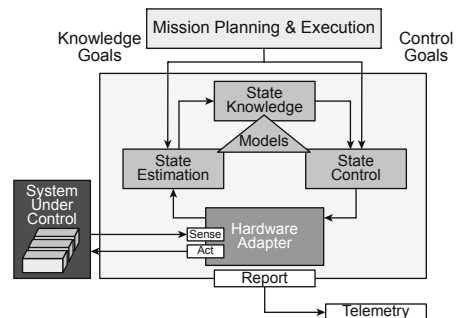 Mission Planning & Execution
Knowledge
Goals
Control
Goals
State
Knowledge
Models
State
Estimation
State
Control
System
Under
Control
Sense
Act
Hardware
Adapter
Report
Telemetry